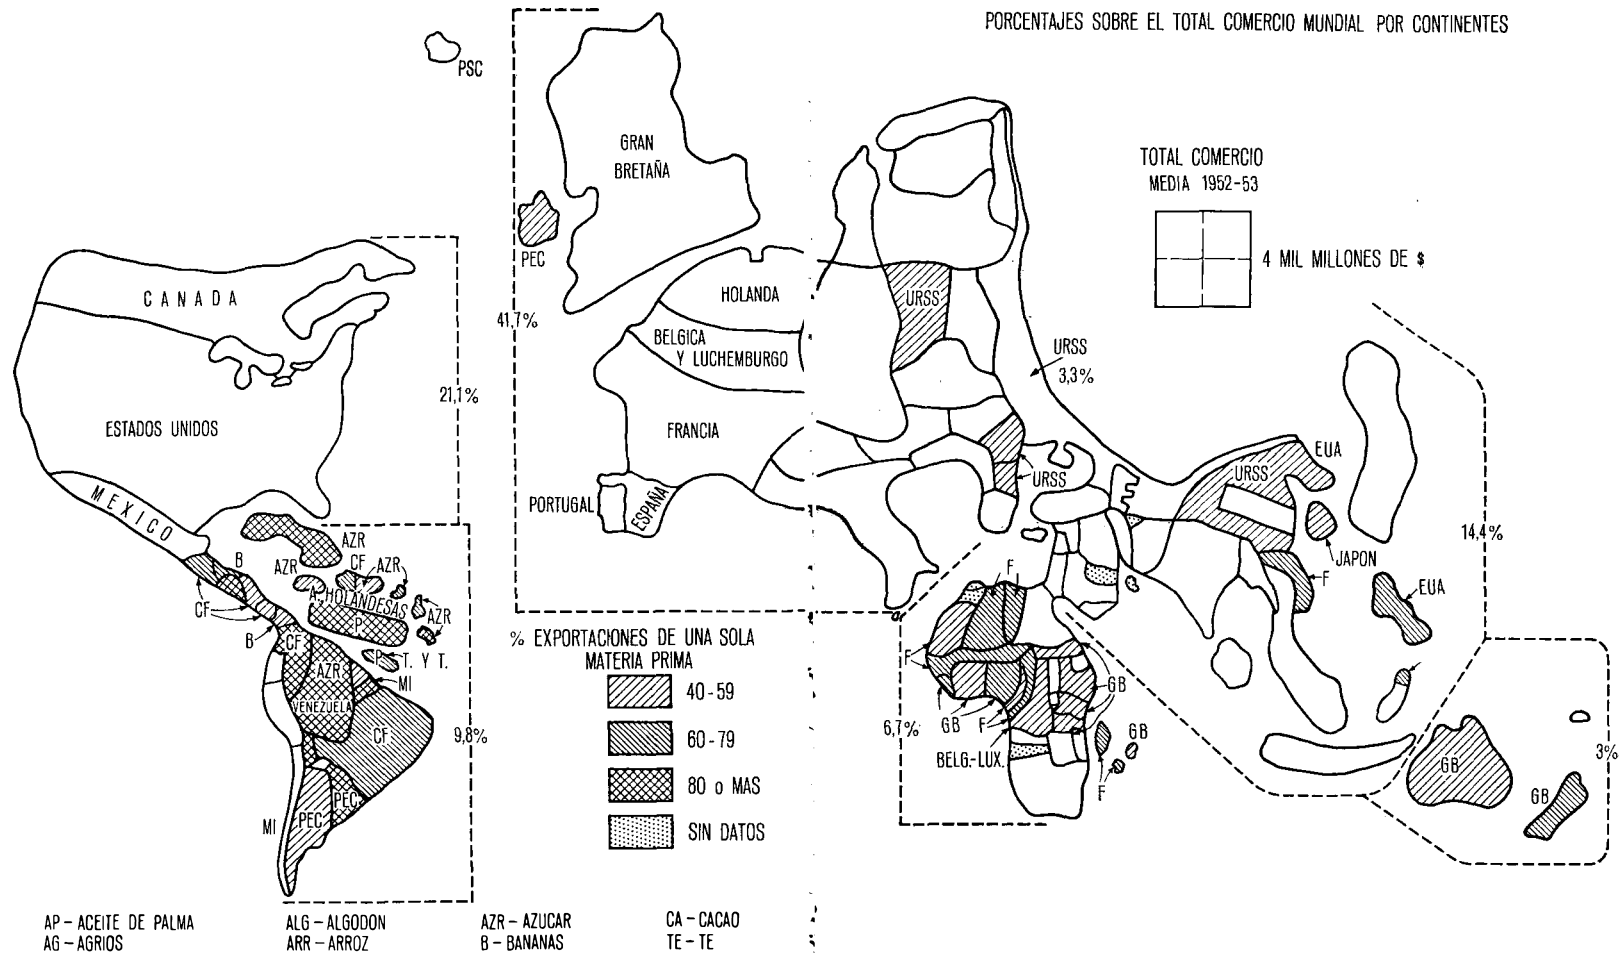 PORCENTAJES SOBRE EL TOTAL COMERCIO MUNDIAL POR CONTINENTES
PSC
GRAN
BRETAÑA
PEC
TOTAL COMERCIO
MEDIA 1952-53
4 MIL MILLONES DE $
CANADA
HOLANDA
URSS
41,7%
BELGICA
Y LUCHEMBURGO
URSS
3,3%
21,1%
ESTADOS UNIDOS
FRANCIA
EUA
URSS
URSS
MEXICO
PORTUGAL
ESPAÑA
JAPON
14,4%
AZR
B
AZR
CF
AZR
F
F
EUA
CF
A. HOLANDESAS
AZR
B
CF
P
P
T. Y T.
AZR
MI
VENEZUELA
CF
9,8%
% EXPORTACIONES DE UNA SOLA
MATERIA PRIMA
40-59
60-79
80 o MAS
SIN DATOS
F
GB
GB
F
6,7%
BELG.-LUX.
GB
F
GB
GB
3%
PEC
PEC
MI
AP – ACEITE DE PALMA
ALG – ALGODON
AZR – AZUCAR
CA – CACAO
AG – AGRIOS
ARR – ARROZ
B – BANANAS
TE – TE